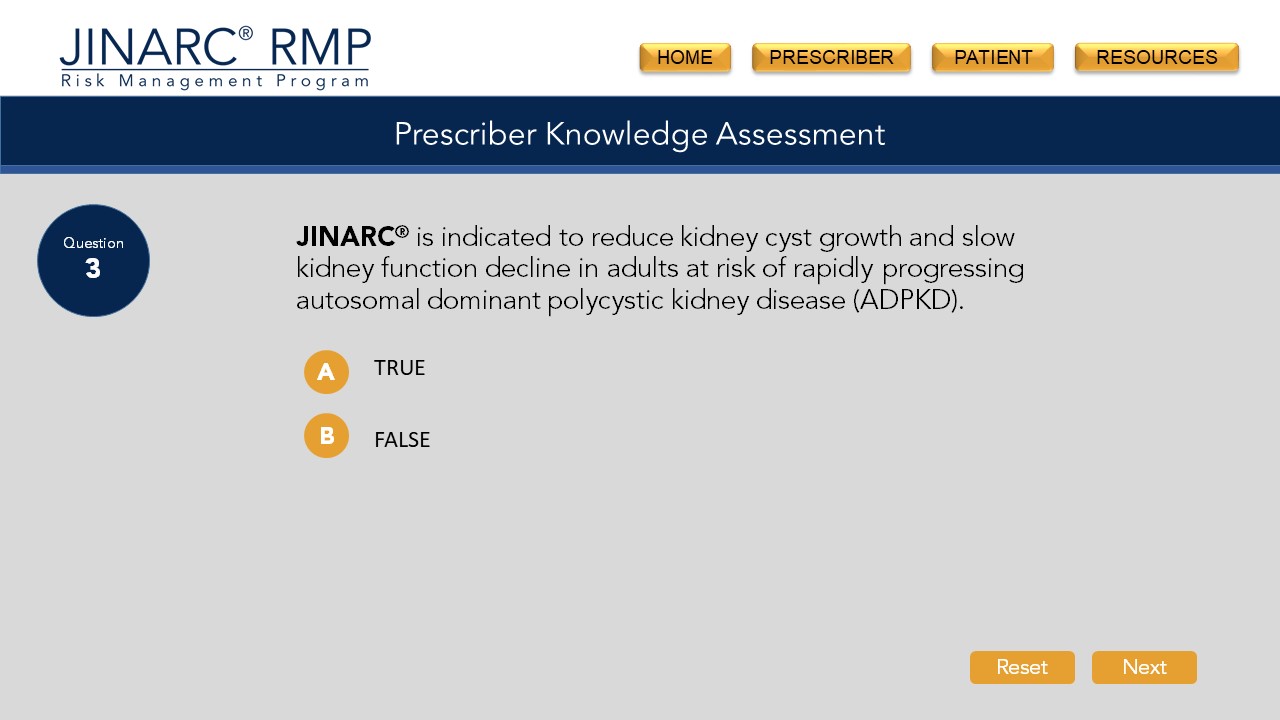 JINARC® RMP
Risk Management Program
HOME PRESCRIBER PATIENT RESOURCES
Prescriber Knowledge Assessment
Question
3
JINARC® is indicated to reduce kidney cyst growth and slow
kidney function decline in adults at risk of rapidly progressing
autosomal dominant polycystic kidney disease (ADPKD).
A TRUE
B FALSE
Reset Next